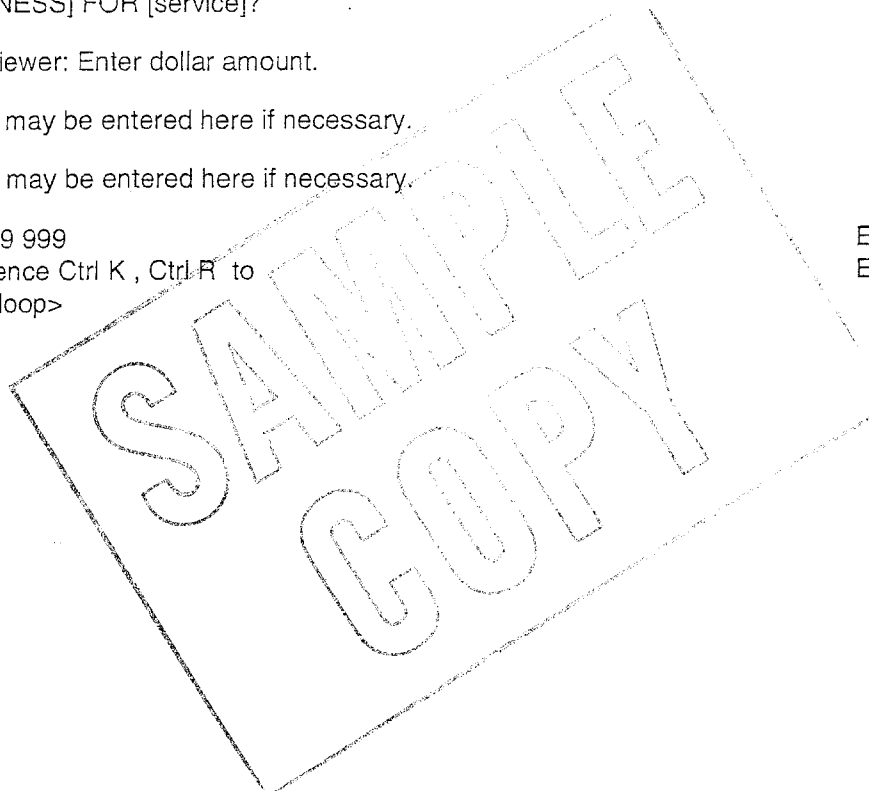 NESS] FOR [service]?
iewer: Enter dollar amount.
may be entered here if necessary.
may be entered here if necessary.
9 999
E
ence Ctrl K , Ctrl R to
E
loop>
SAMPLE
COPY